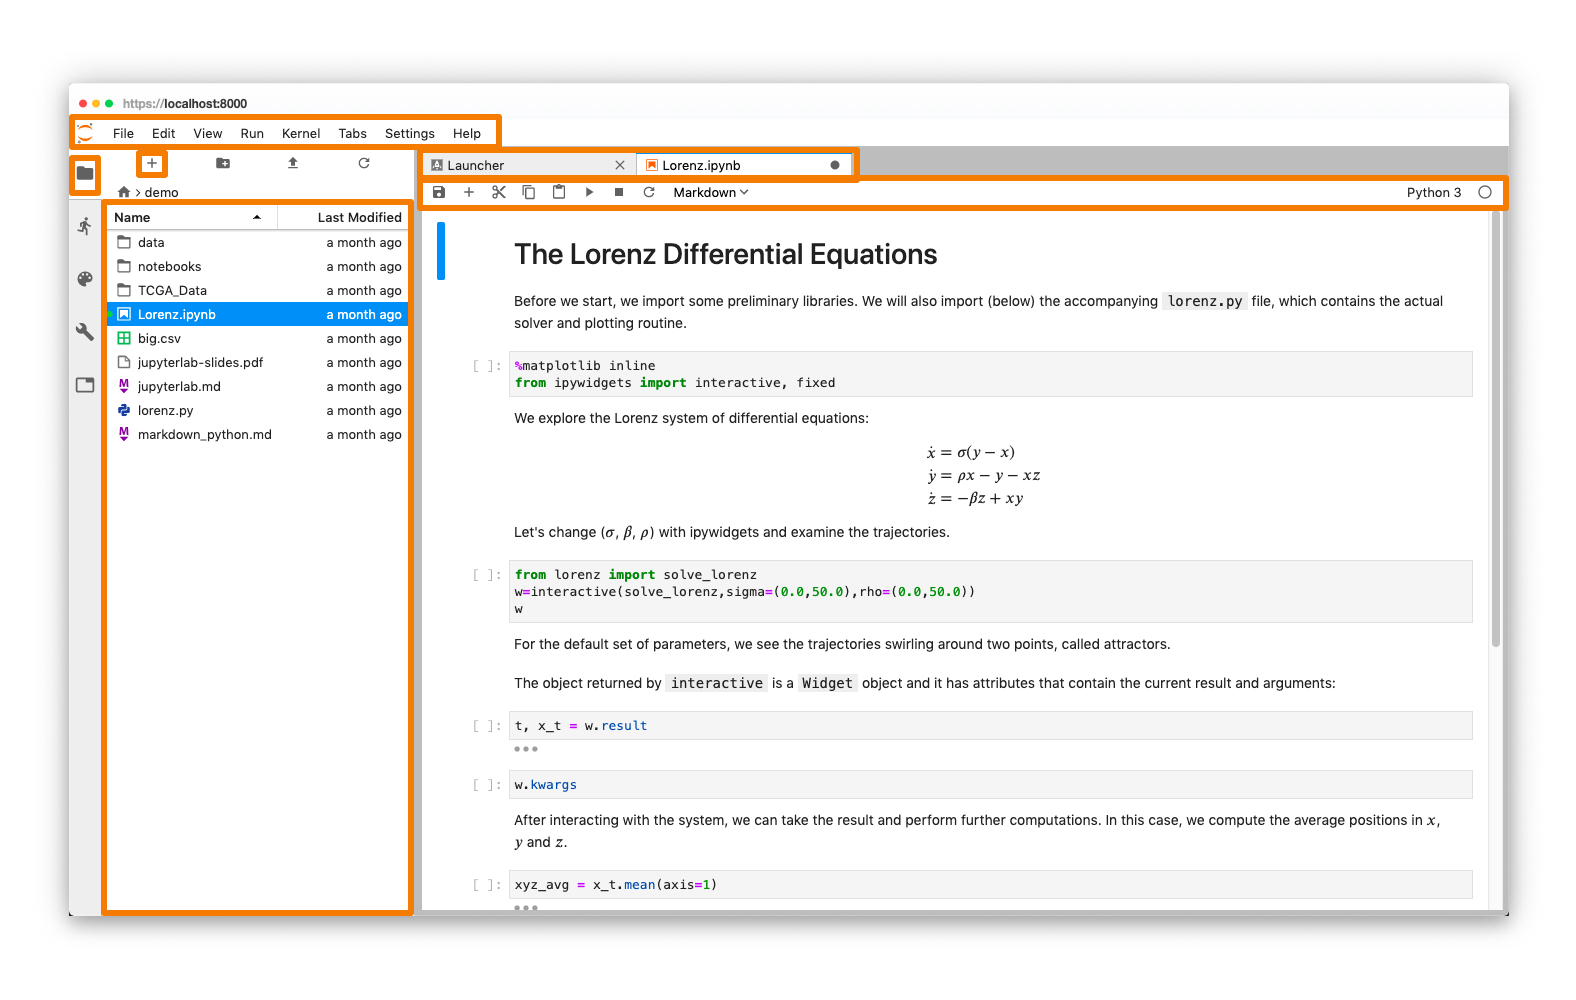 https://localhost:8000
File Edit View Run Kernel Tabs Settings Help
demo
Name Last Modified
data a month ago
notebooks a month ago
TCGA_Data a month ago
Lorenz.ipynb a month ago
big.csv a month ago
jupyterlab-slides.pdf a month ago
jupyterlab.md a month ago
lorenz.py a month ago
markdown_python.md a month ago
Launcher Lorenz.ipynb
Markdown Python 3
The Lorenz Differential Equations
Before we start, we import some preliminary libraries. We will also import (below) the accompanying lorenz.py file, which contains the actual
solver and plotting routine.
[ ]: %matplotlib inline
from ipywidgets import interactive, fixed
We explore the Lorenz system of differential equations:
ẋ = σ(y − x)
ẏ = ρx − y − xz
ż = −βz + xy
Let's change (σ, β, ρ) with ipywidgets and examine the trajectories.
[ ]: from lorenz import solve_lorenz
w=interactive(solve_lorenz,sigma=(0.0,50.0),rho=(0.0,50.0))
w
For the default set of parameters, we see the trajectories swirling around two points, called attractors.
The object returned by interactive is a Widget object and it has attributes that contain the current result and arguments:
[ ]: t, x_t = w.result
[ ]: w.kwargs
After interacting with the system, we can take the result and perform further computations. In this case, we compute the average positions in x,
y and z.
[ ]: xyz_avg = x_t.mean(axis=1)